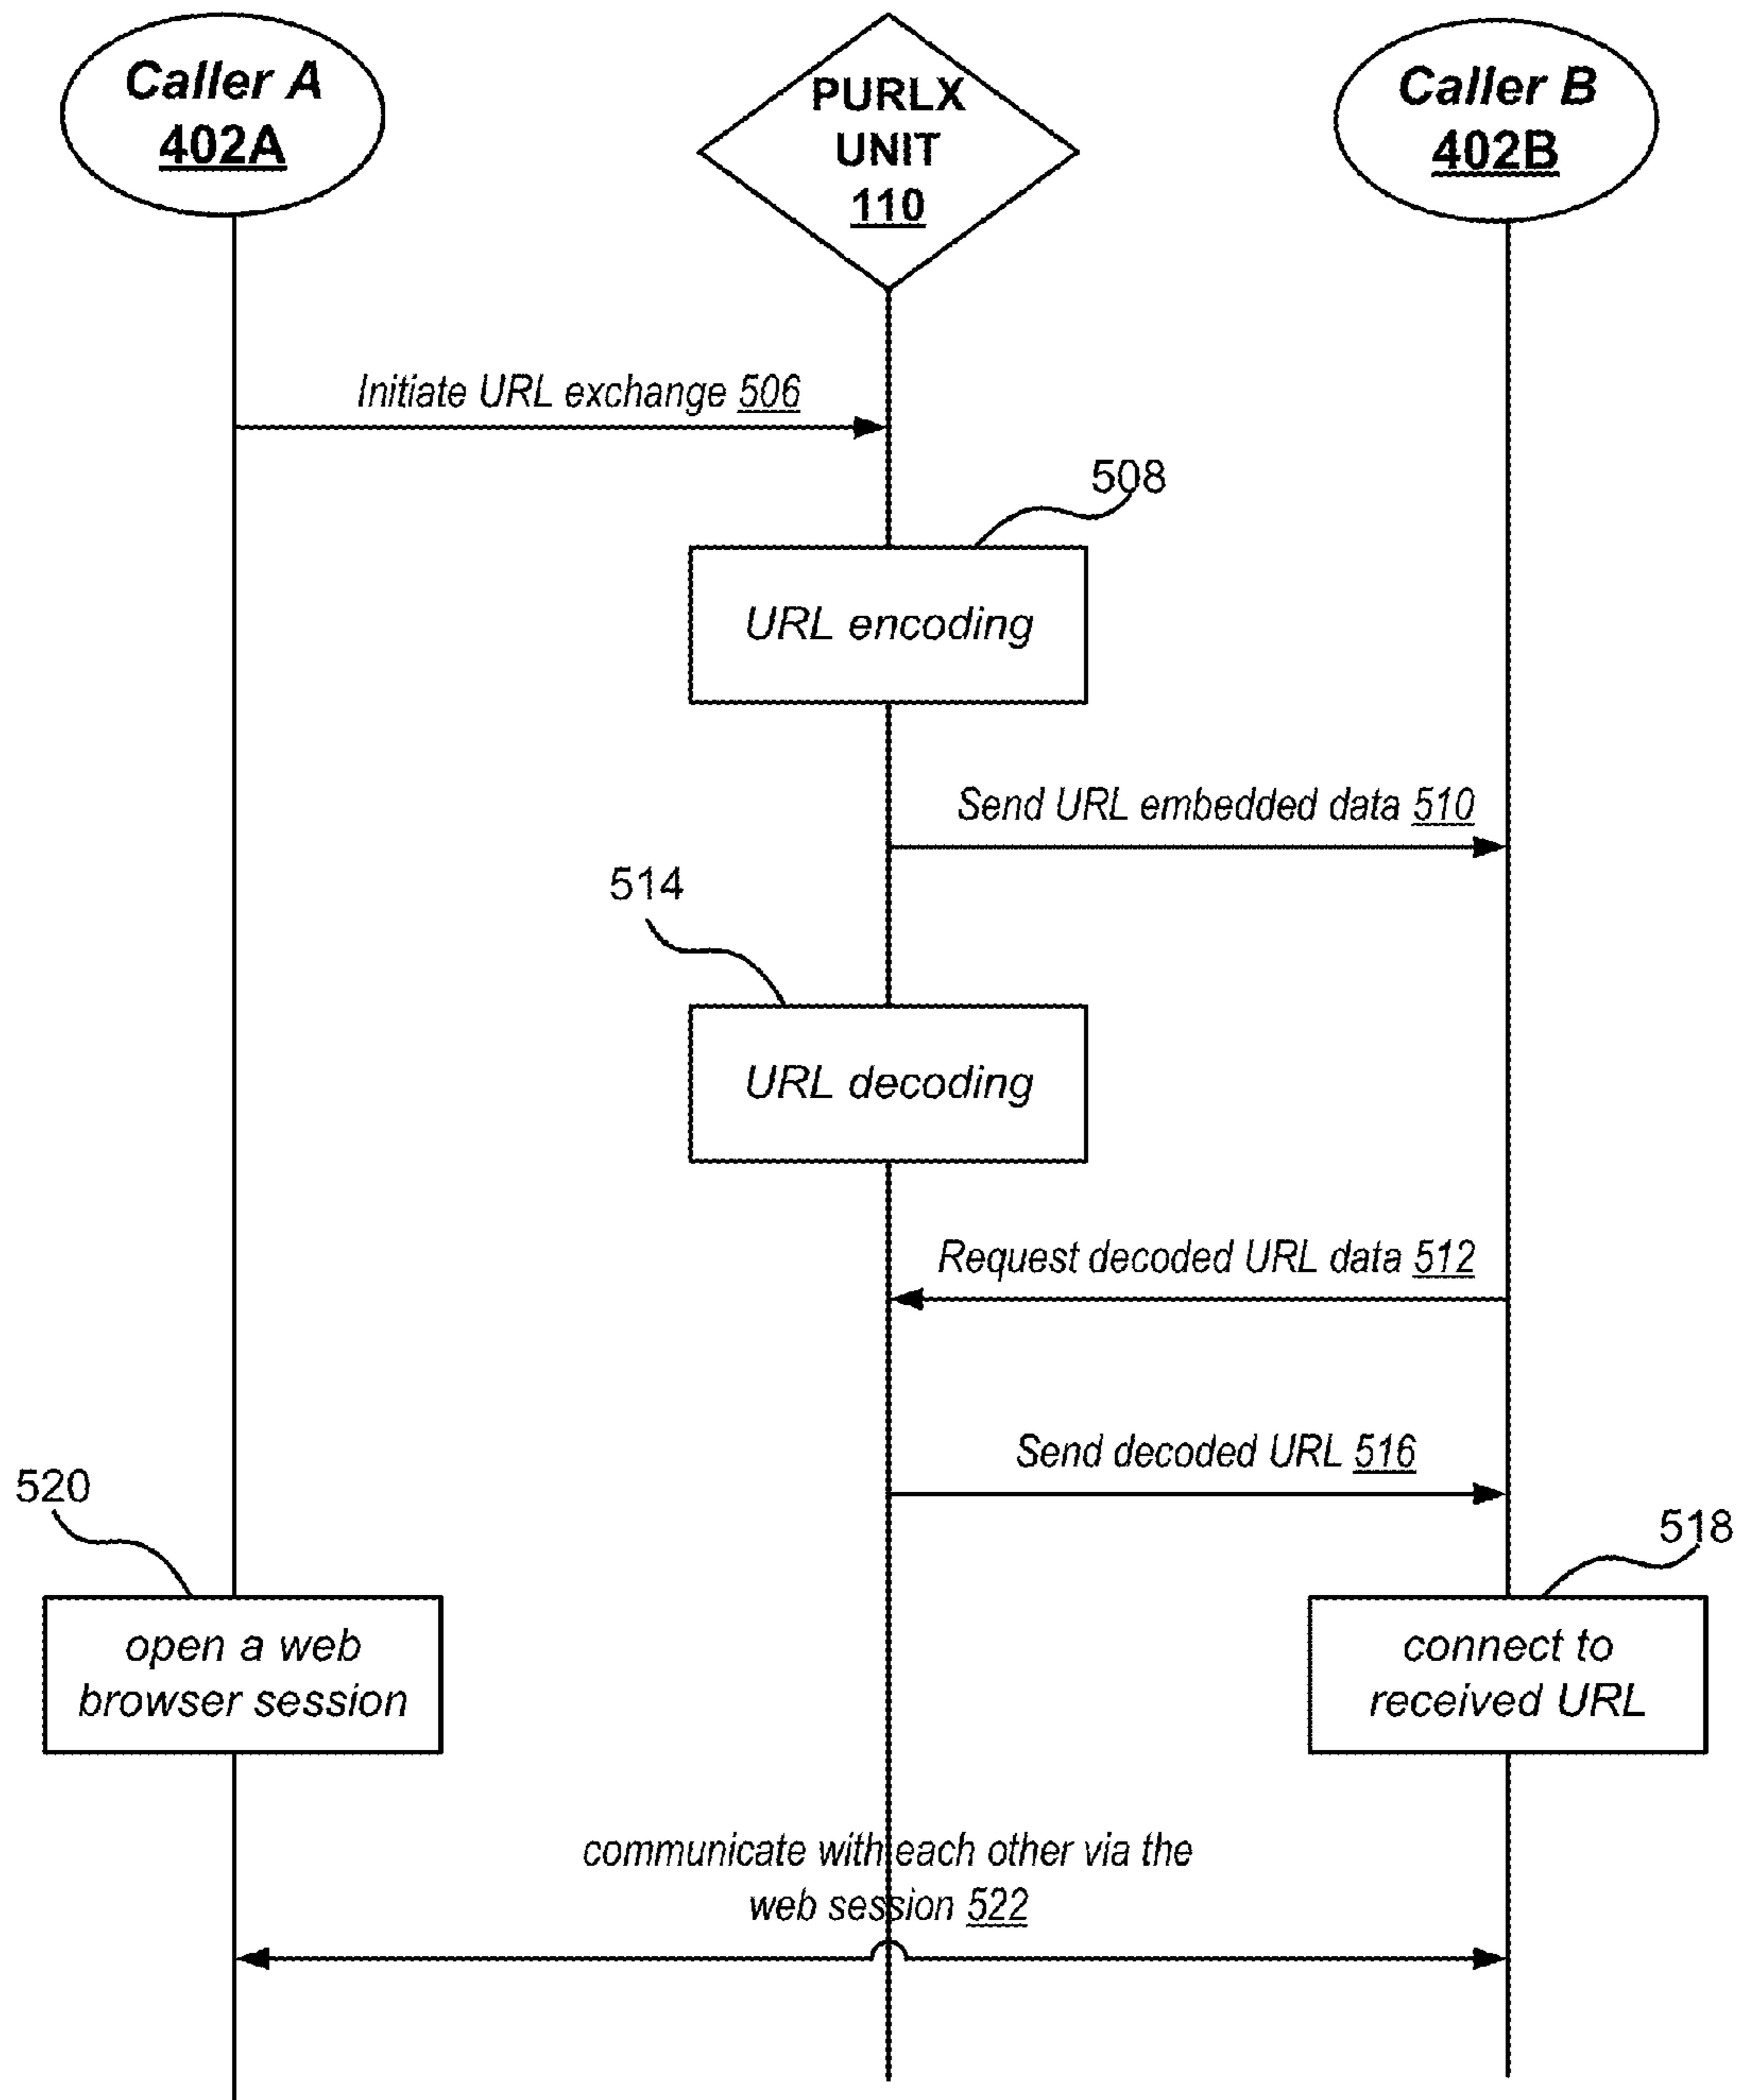 Caller A
402A
PURLX
UNIT
110
Caller B
402B
Initiate URL exchange 506
508
URL encoding
Send URL embedded data 510
514
URL decoding
Request decoded URL data 512
Send decoded URL 516
520
518
open a web
browser session
connect to
received URL
communicate with each other via the
web session 522